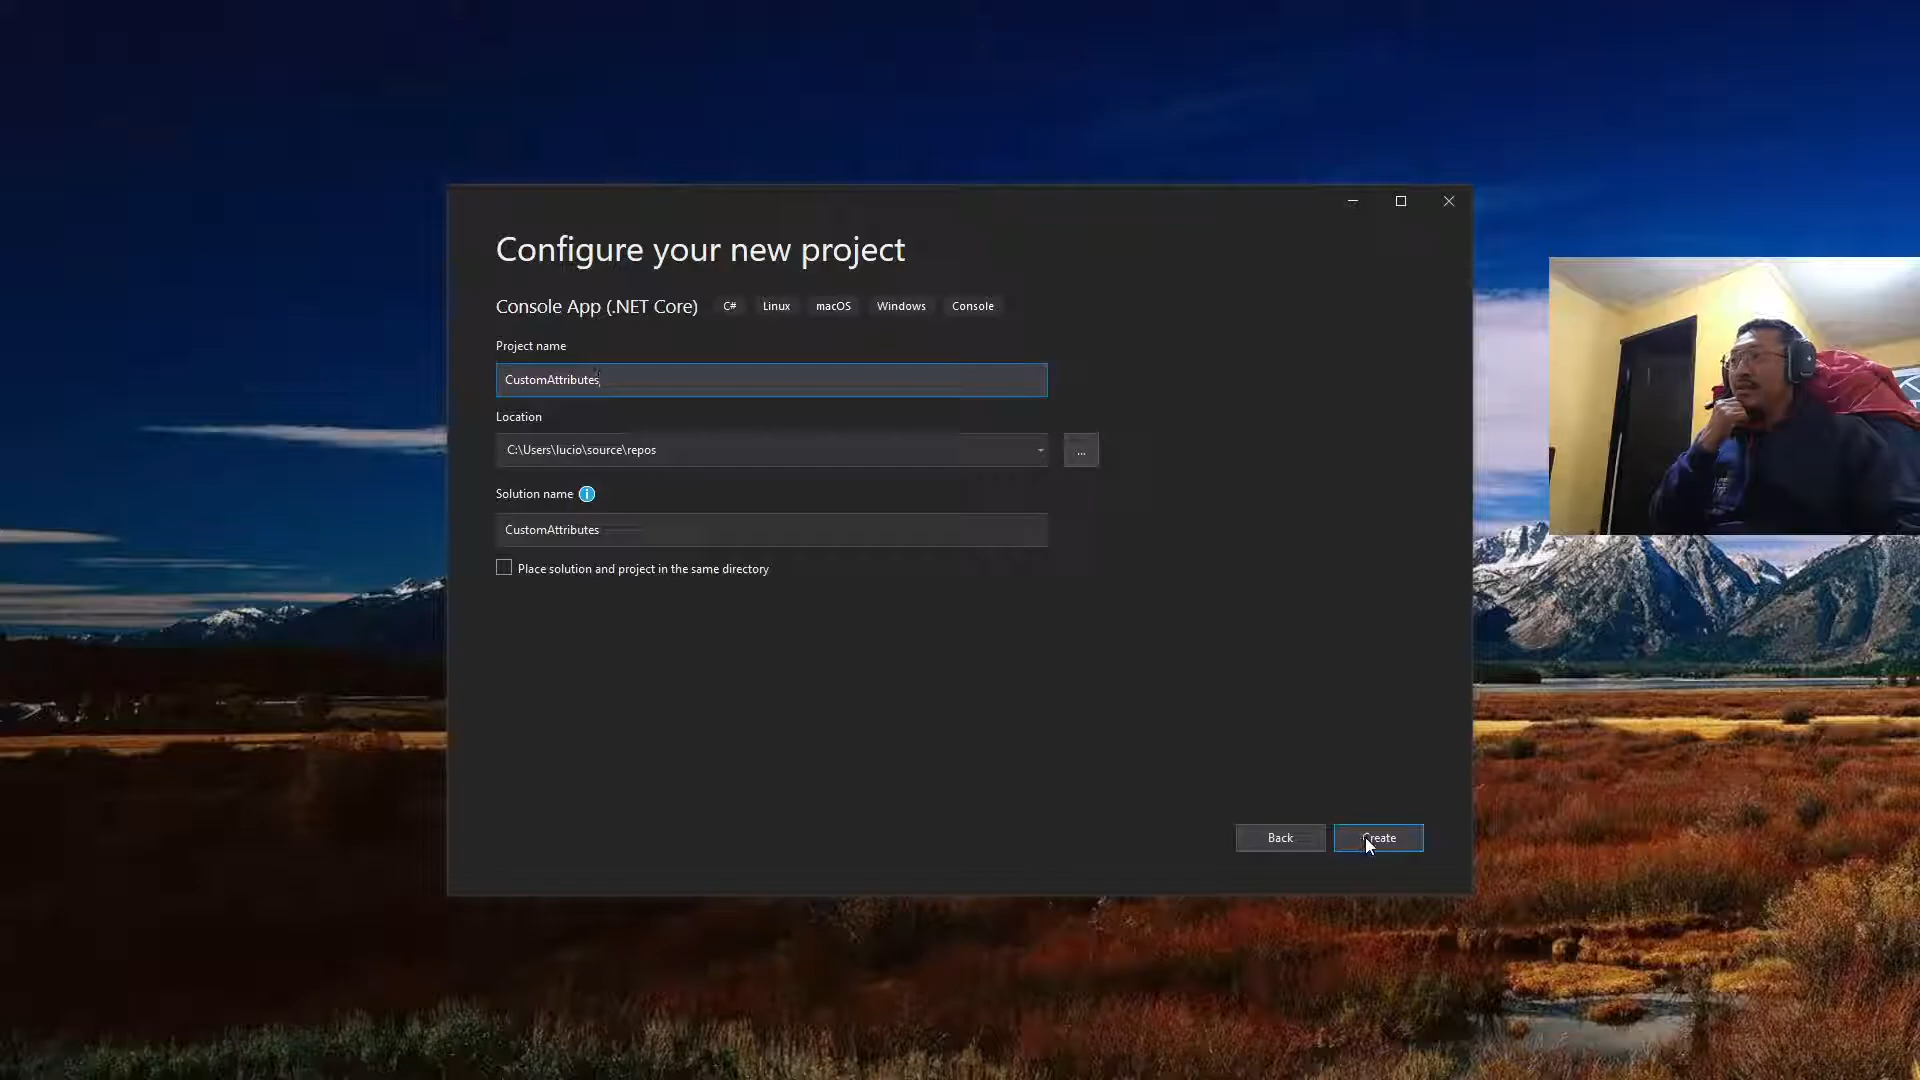 Configure your new project
Console App (.NET Core) C# Linux macOS Windows Console
Project name
CustomAttributes
Location
C:\Users\lucio\source\repos
...
Solution name
CustomAttributes
Place solution and project in the same directory
Back
Create